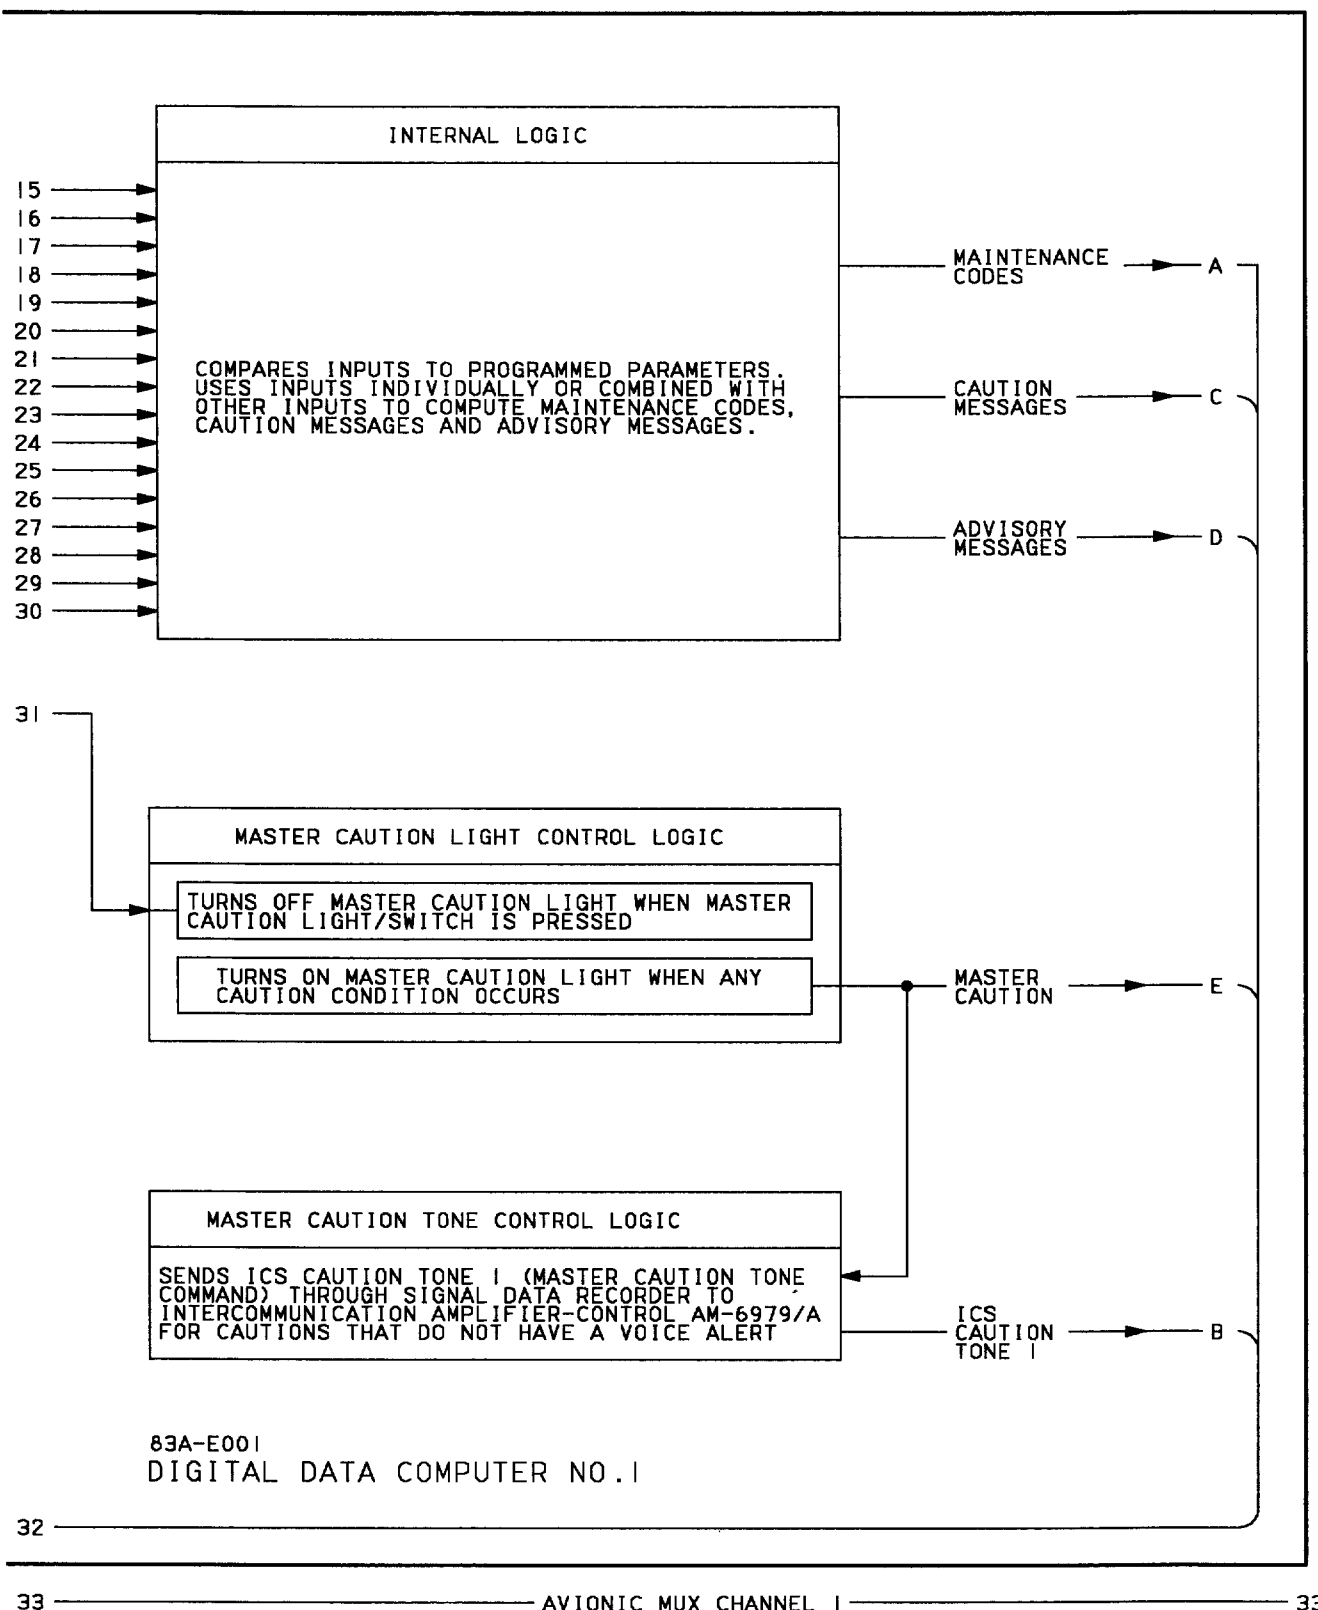 INTERNAL LOGIC
15
16
17
18
19
20
21
22
23
24
25
26
27
28
29
30
COMPARES INPUTS TO PROGRAMMED PARAMETERS.
USES INPUTS INDIVIDUALLY OR COMBINED WITH
OTHER INPUTS TO COMPUTE MAINTENANCE CODES,
CAUTION MESSAGES AND ADVISORY MESSAGES.
MAINTENANCE
CODES
A
CAUTION
MESSAGES
C
ADVISORY
MESSAGES
D
31
MASTER CAUTION LIGHT CONTROL LOGIC
TURNS OFF MASTER CAUTION LIGHT WHEN MASTER
CAUTION LIGHT/SWITCH IS PRESSED
TURNS ON MASTER CAUTION LIGHT WHEN ANY
CAUTION CONDITION OCCURS
MASTER
CAUTION
E
MASTER CAUTION TONE CONTROL LOGIC
SENDS ICS CAUTION TONE 1 (MASTER CAUTION TONE
COMMAND) THROUGH SIGNAL DATA RECORDER TO
INTERCOMMUNICATION AMPLIFIER-CONTROL AM-6979/A
FOR CAUTIONS THAT DO NOT HAVE A VOICE ALERT
ICS
CAUTION
TONE 1
B
83A-E001
DIGITAL DATA COMPUTER NO.1
32
33 AVIONIC MUX CHANNEL 1 33